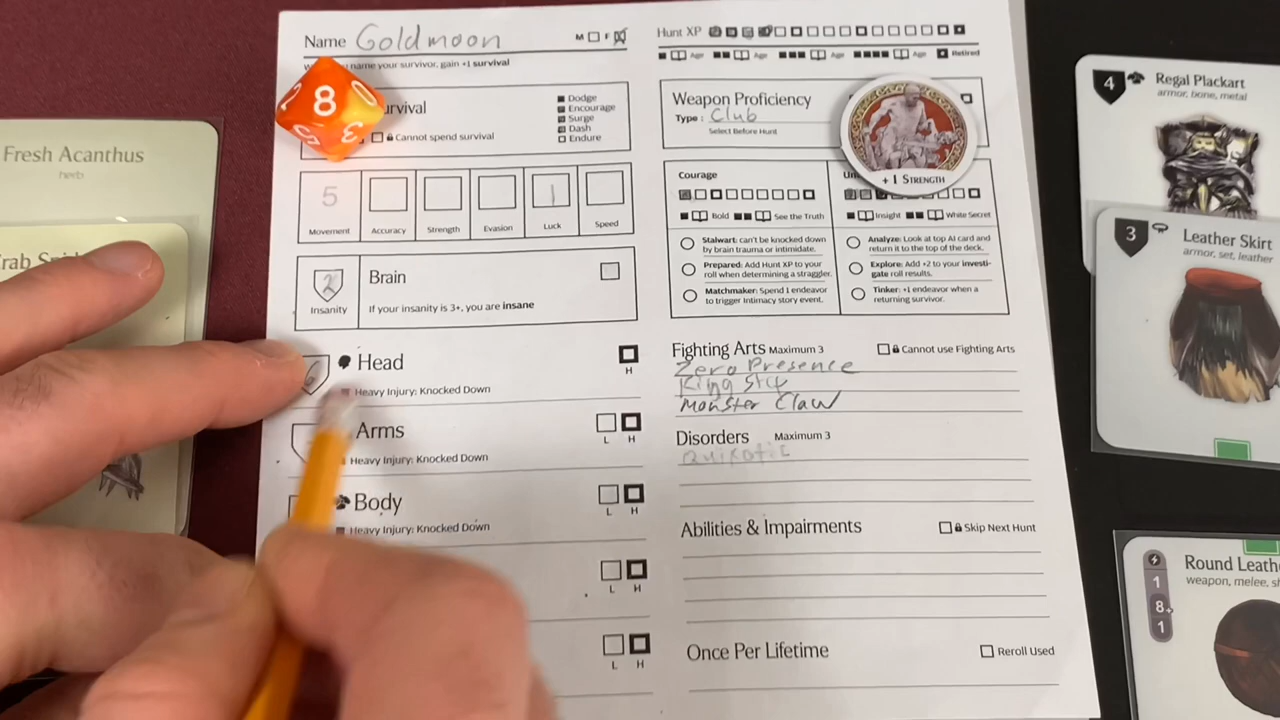 Name Goldmoon M F
name your survivor, gain +1 survival
8
Cannot spend survival
Dodge
Encourage
Surge
Dash
Endure
5 1
Movement Accuracy Strength Evasion Luck Speed
2 Brain
Insanity If your insanity is 3+, you are insane
6 Head H
Heavy Injury: Knocked Down
Arms L H
Heavy Injury: Knocked Down
Body L H
Heavy Injury: Knocked Down
L H
L H
Hunt XP
Age Age Age Age Retired
Weapon Proficiency
Type: Club
Select Before Hunt
+1 Strength
Courage
Bold See the Truth
Insight White Secret
Stalwart: can't be knocked down
by brain trauma or intimidate.
Prepared: Add Hunt XP to your
roll when determining a straggler.
Matchmaker: Spend 1 endeavor
to trigger Intimacy story event.
Analyze: Look at top AI card and
return it to the top of the deck.
Explore: Add +2 to your investi-
gate roll results.
Tinker: +1 endeavor when a
returning survivor.
Fighting Arts Maximum 3 Cannot use Fighting Arts
Zero Presence
King Step
Monster Claw
Disorders Maximum 3
Quixotic
Abilities & Impairments Skip Next Hunt
Once Per Lifetime Reroll Used
Fresh Acanthus
herb
4 Regal Plackart
armor, bone, metal
3 Leather Skirt
armor, set, leather
Round Leath
weapon, melee, sh
1
8+
1